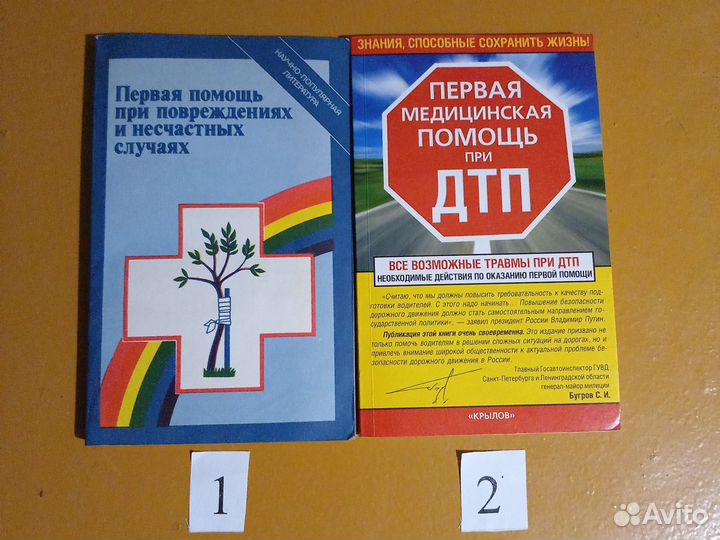 Первая помощь
при повреждениях
и несчастных
случаях
НАУЧНО-ПОПУЛЯРНАЯ
ЛИТЕРАТУРА
ЗНАНИЯ, СПОСОБНЫЕ СОХРАНИТЬ ЖИЗНЬ!
ПЕРВАЯ
МЕДИЦИНСКАЯ
ПОМОЩЬ
ПРИ
ДТП
ВСЕ ВОЗМОЖНЫЕ ТРАВМЫ ПРИ ДТП
НЕОБХОДИМЫЕ ДЕЙСТВИЯ ПО ОКАЗАНИЮ ПЕРВОЙ ПОМОЩИ
«Считаю, что мы должны повысить требовательность к качеству под-
готовки водителей. С этого надо начинать... Повышение безопасности
дорожного движения должно стать самостоятельным направлением го-
сударственной политики», — заявил президент России Владимир Путин.
Публикация этой книги очень своевременна. Это издание призвано не
только помочь водителям в решении сложных ситуаций на дорогах, но и
привлечь внимание широкой общественности к актуальной проблеме бе-
зопасности дорожного движения в России.
Главный Госавтоинспектор ГУВД
Санкт-Петербурга и Ленинградской области
генерал-майор милиции
Бугров С. И.
«КРЫЛОВ»
1
2
Avito